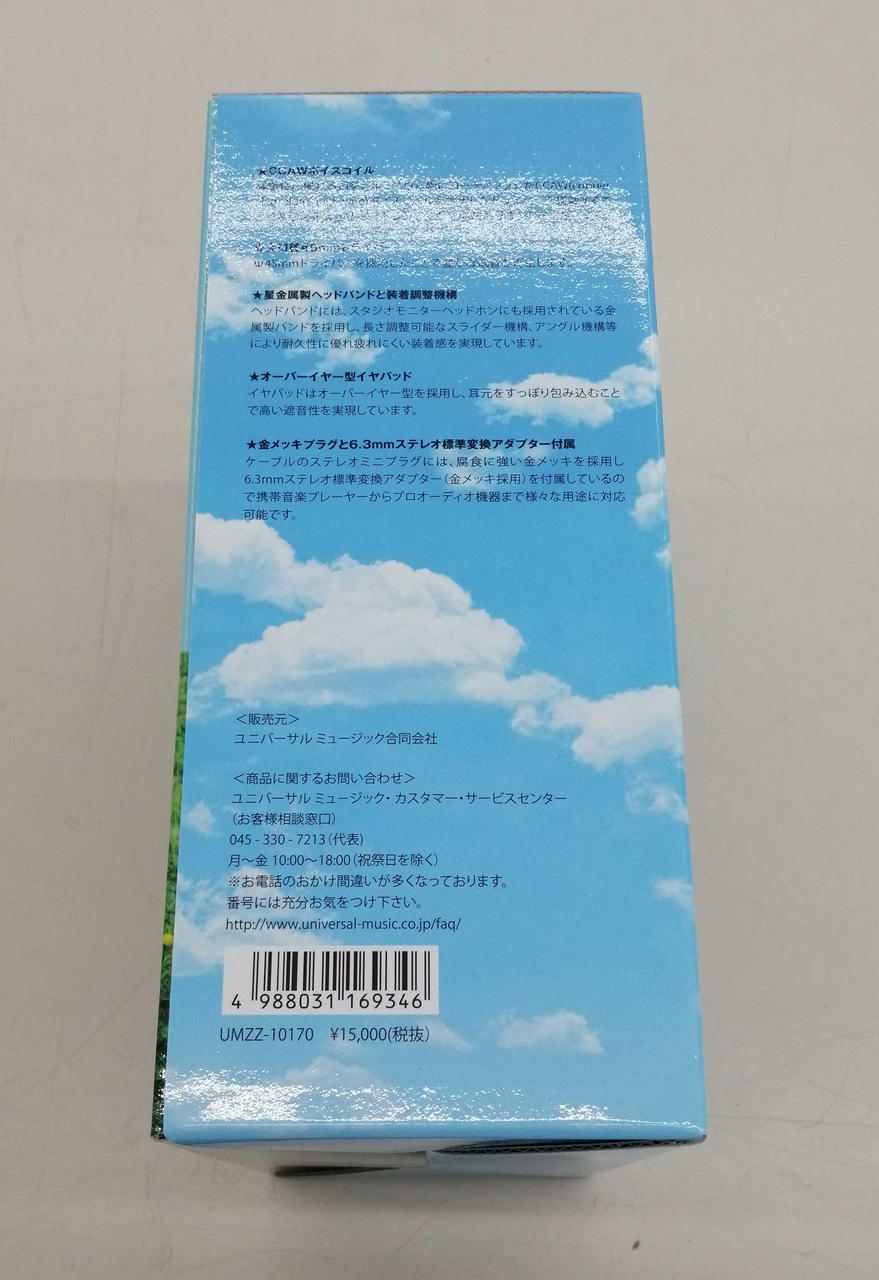 ★CCAWボイスコイル
★星金属製ヘッドバンドと装着調整機構
ヘッドバンドには、スタジオモニターヘッドホンにも採用されている金
属製バンドを採用し、長さ調整可能なスライダー機構、アングル機構等
により耐久性に優れ疲れにくい装着感を実現しています。
★オーバーイヤー型イヤパッド
イヤパッドはオーバーイヤー型を採用し、耳元をすっぽり包み込むこと
で高い遮音性を実現しています。
★金メッキプラグと6.3mmステレオ標準変換アダプター付属
ケーブルのステレオミニプラグには、腐食に強い金メッキを採用し
6.3mmステレオ標準変換アダプター(金メッキ採用)を付属しているの
で携帯音楽プレーヤーからプロオーディオ機器まで様々な用途に対応
可能です。
＜販売元＞
ユニバーサル ミュージック合同会社
＜商品に関するお問い合わせ＞
ユニバーサル ミュージック・カスタマー・サービスセンター
(お客様相談窓口)
045 - 330 - 7213(代表)
月〜金 10:00〜18:00(祝祭日を除く)
※お電話のおかけ間違いが多くなっております。
番号には充分お気をつけ下さい。
http://www.universal-music.co.jp/faq/
4 988031 169346
UMZZ-10170 ¥15,000(税抜)